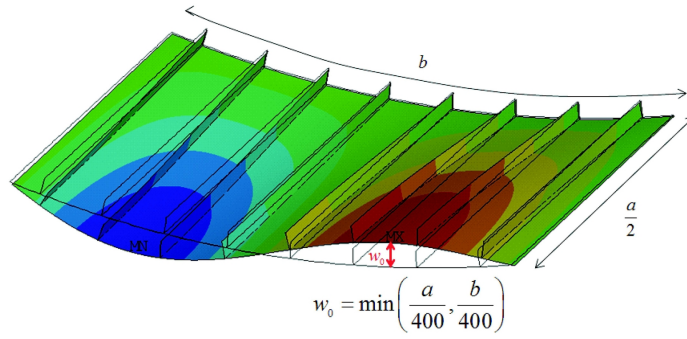 b
a/2
MN
MX
w₀
w₀ = min(a/400, b/400)